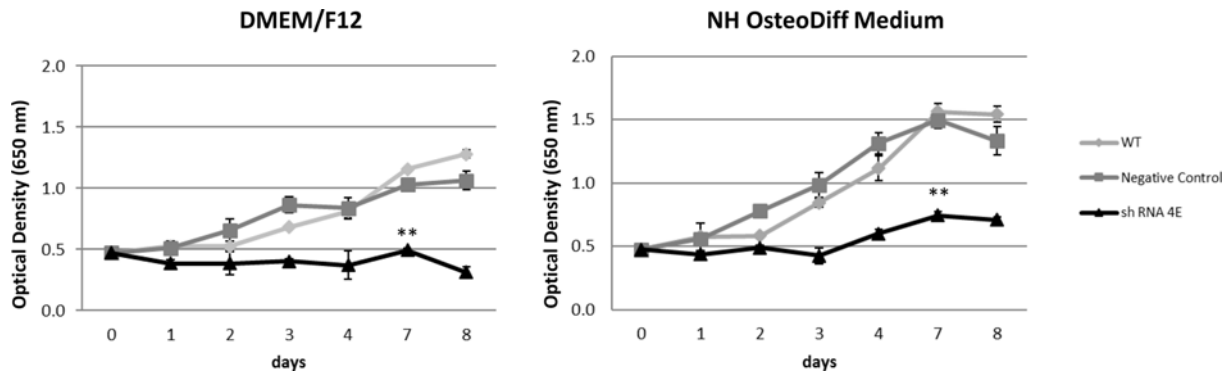 DMEM/F12
Optical Density (650 nm)
2.0
1.5
1.0
0.5
0.0
**
0 1 2 3 4 7 8
days
NH OsteoDiff Medium
Optical Density (650 nm)
2.0
1.5
1.0
0.5
0.0
**
0 1 2 3 4 7 8
days
WT
Negative Control
sh RNA 4E